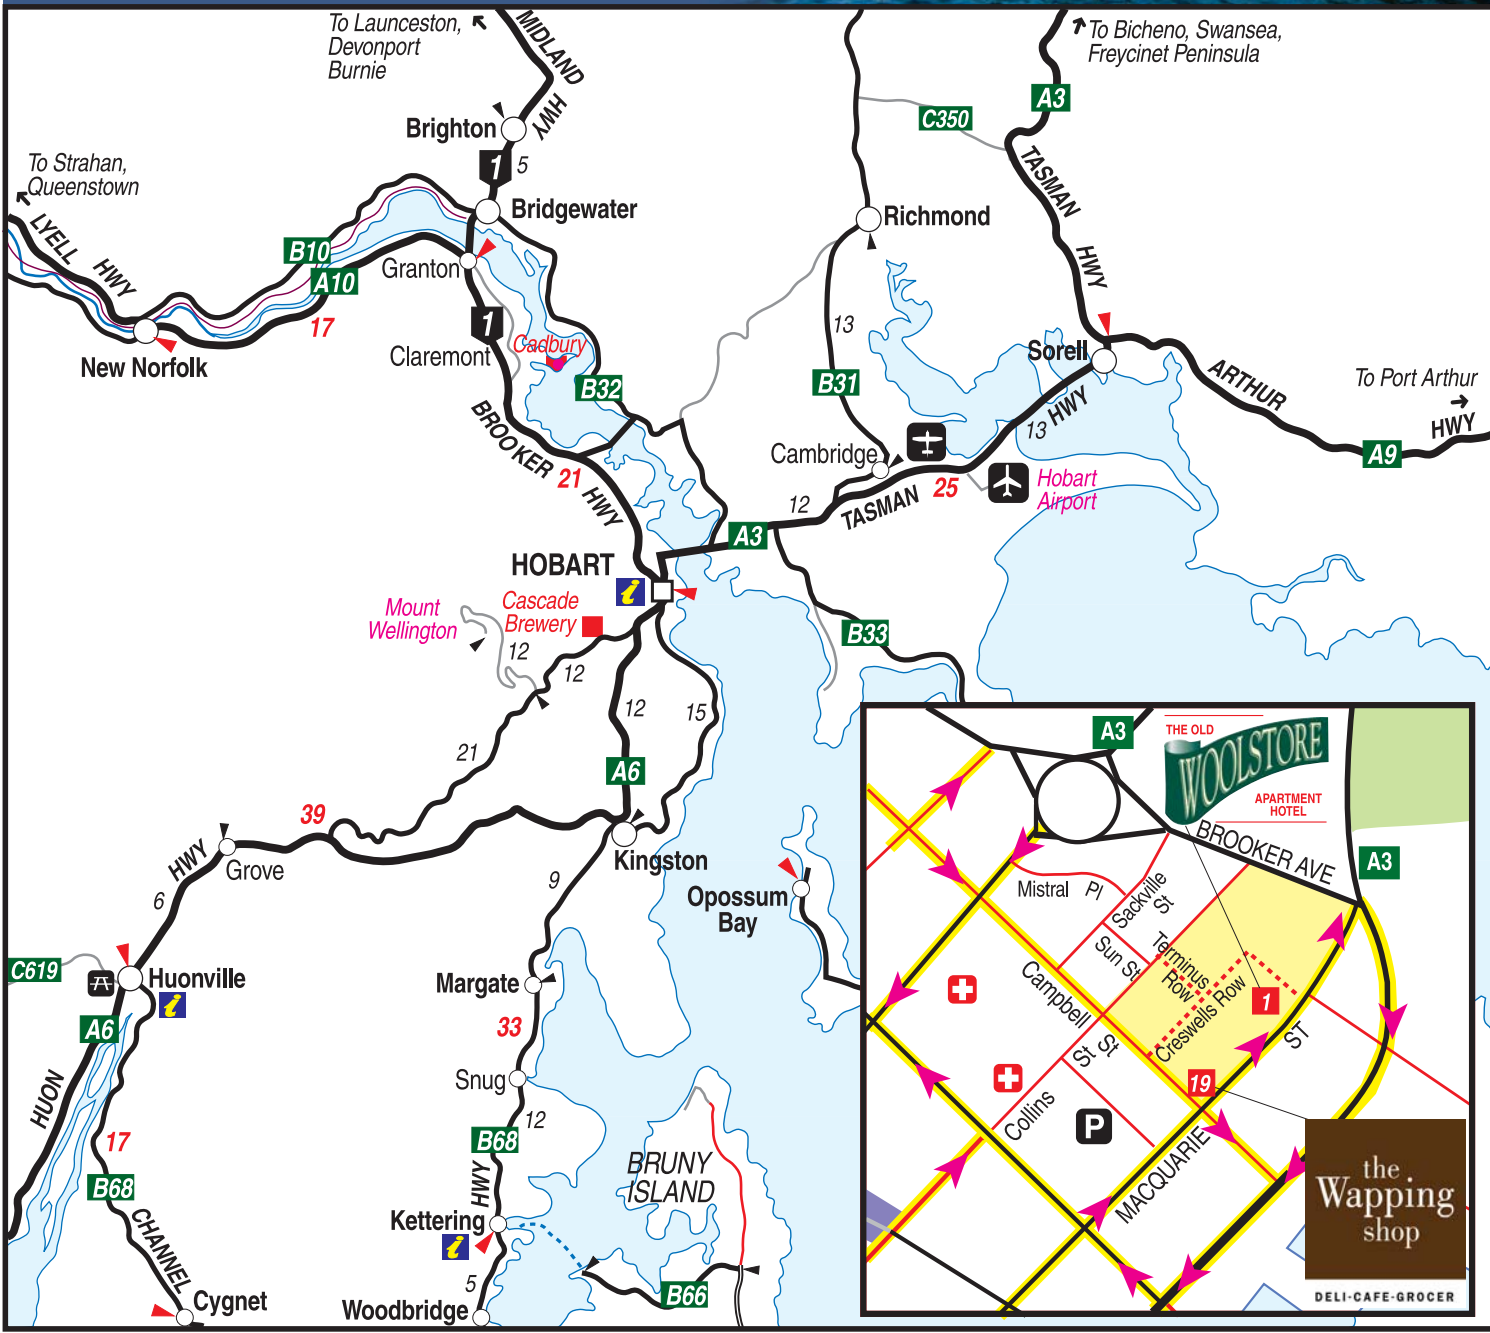 To Launceston,
Devonport
Burnie
MIDLAND
HWY
To Bicheno, Swansea,
Freycinet Peninsula
A3
C350
Brighton
1
5
To Strahan,
Queenstown
LYELL
HWY
Bridgewater
Richmond
TASMAN
HWY
B10
A10
17
Granton
1
Claremont
Cadbury
New Norfolk
B32
13
B31
Sorell
ARTHUR
HWY
To Port Arthur
A9
BROOKER
HWY
21
Cambridge
13
HWY
TASMAN
25
Hobart
Airport
12
A3
HOBART
i
Cascade
Brewery
Mount
Wellington
12
12
B33
12
15
21
A6
39
HWY
Grove
Kingston
6
9
Opossum
Bay
C619
Huonville
i
A6
Margate
33
Snug
12
HUON
17
B68
B68
HWY
BRUNY
ISLAND
CHANNEL
Kettering
i
5
B66
Cygnet
Woodbridge
A3
THE OLD
WOOLSTORE
APARTMENT
HOTEL
BROOKER AVE
A3
Mistral Pl
Sackville
St
Sun St
Terminus
Row
Creswells Row
1
Campbell
St
ST
19
Collins
St
P
MACQUARIE
the
Wapping
shop
DELI-CAFE-GROCER